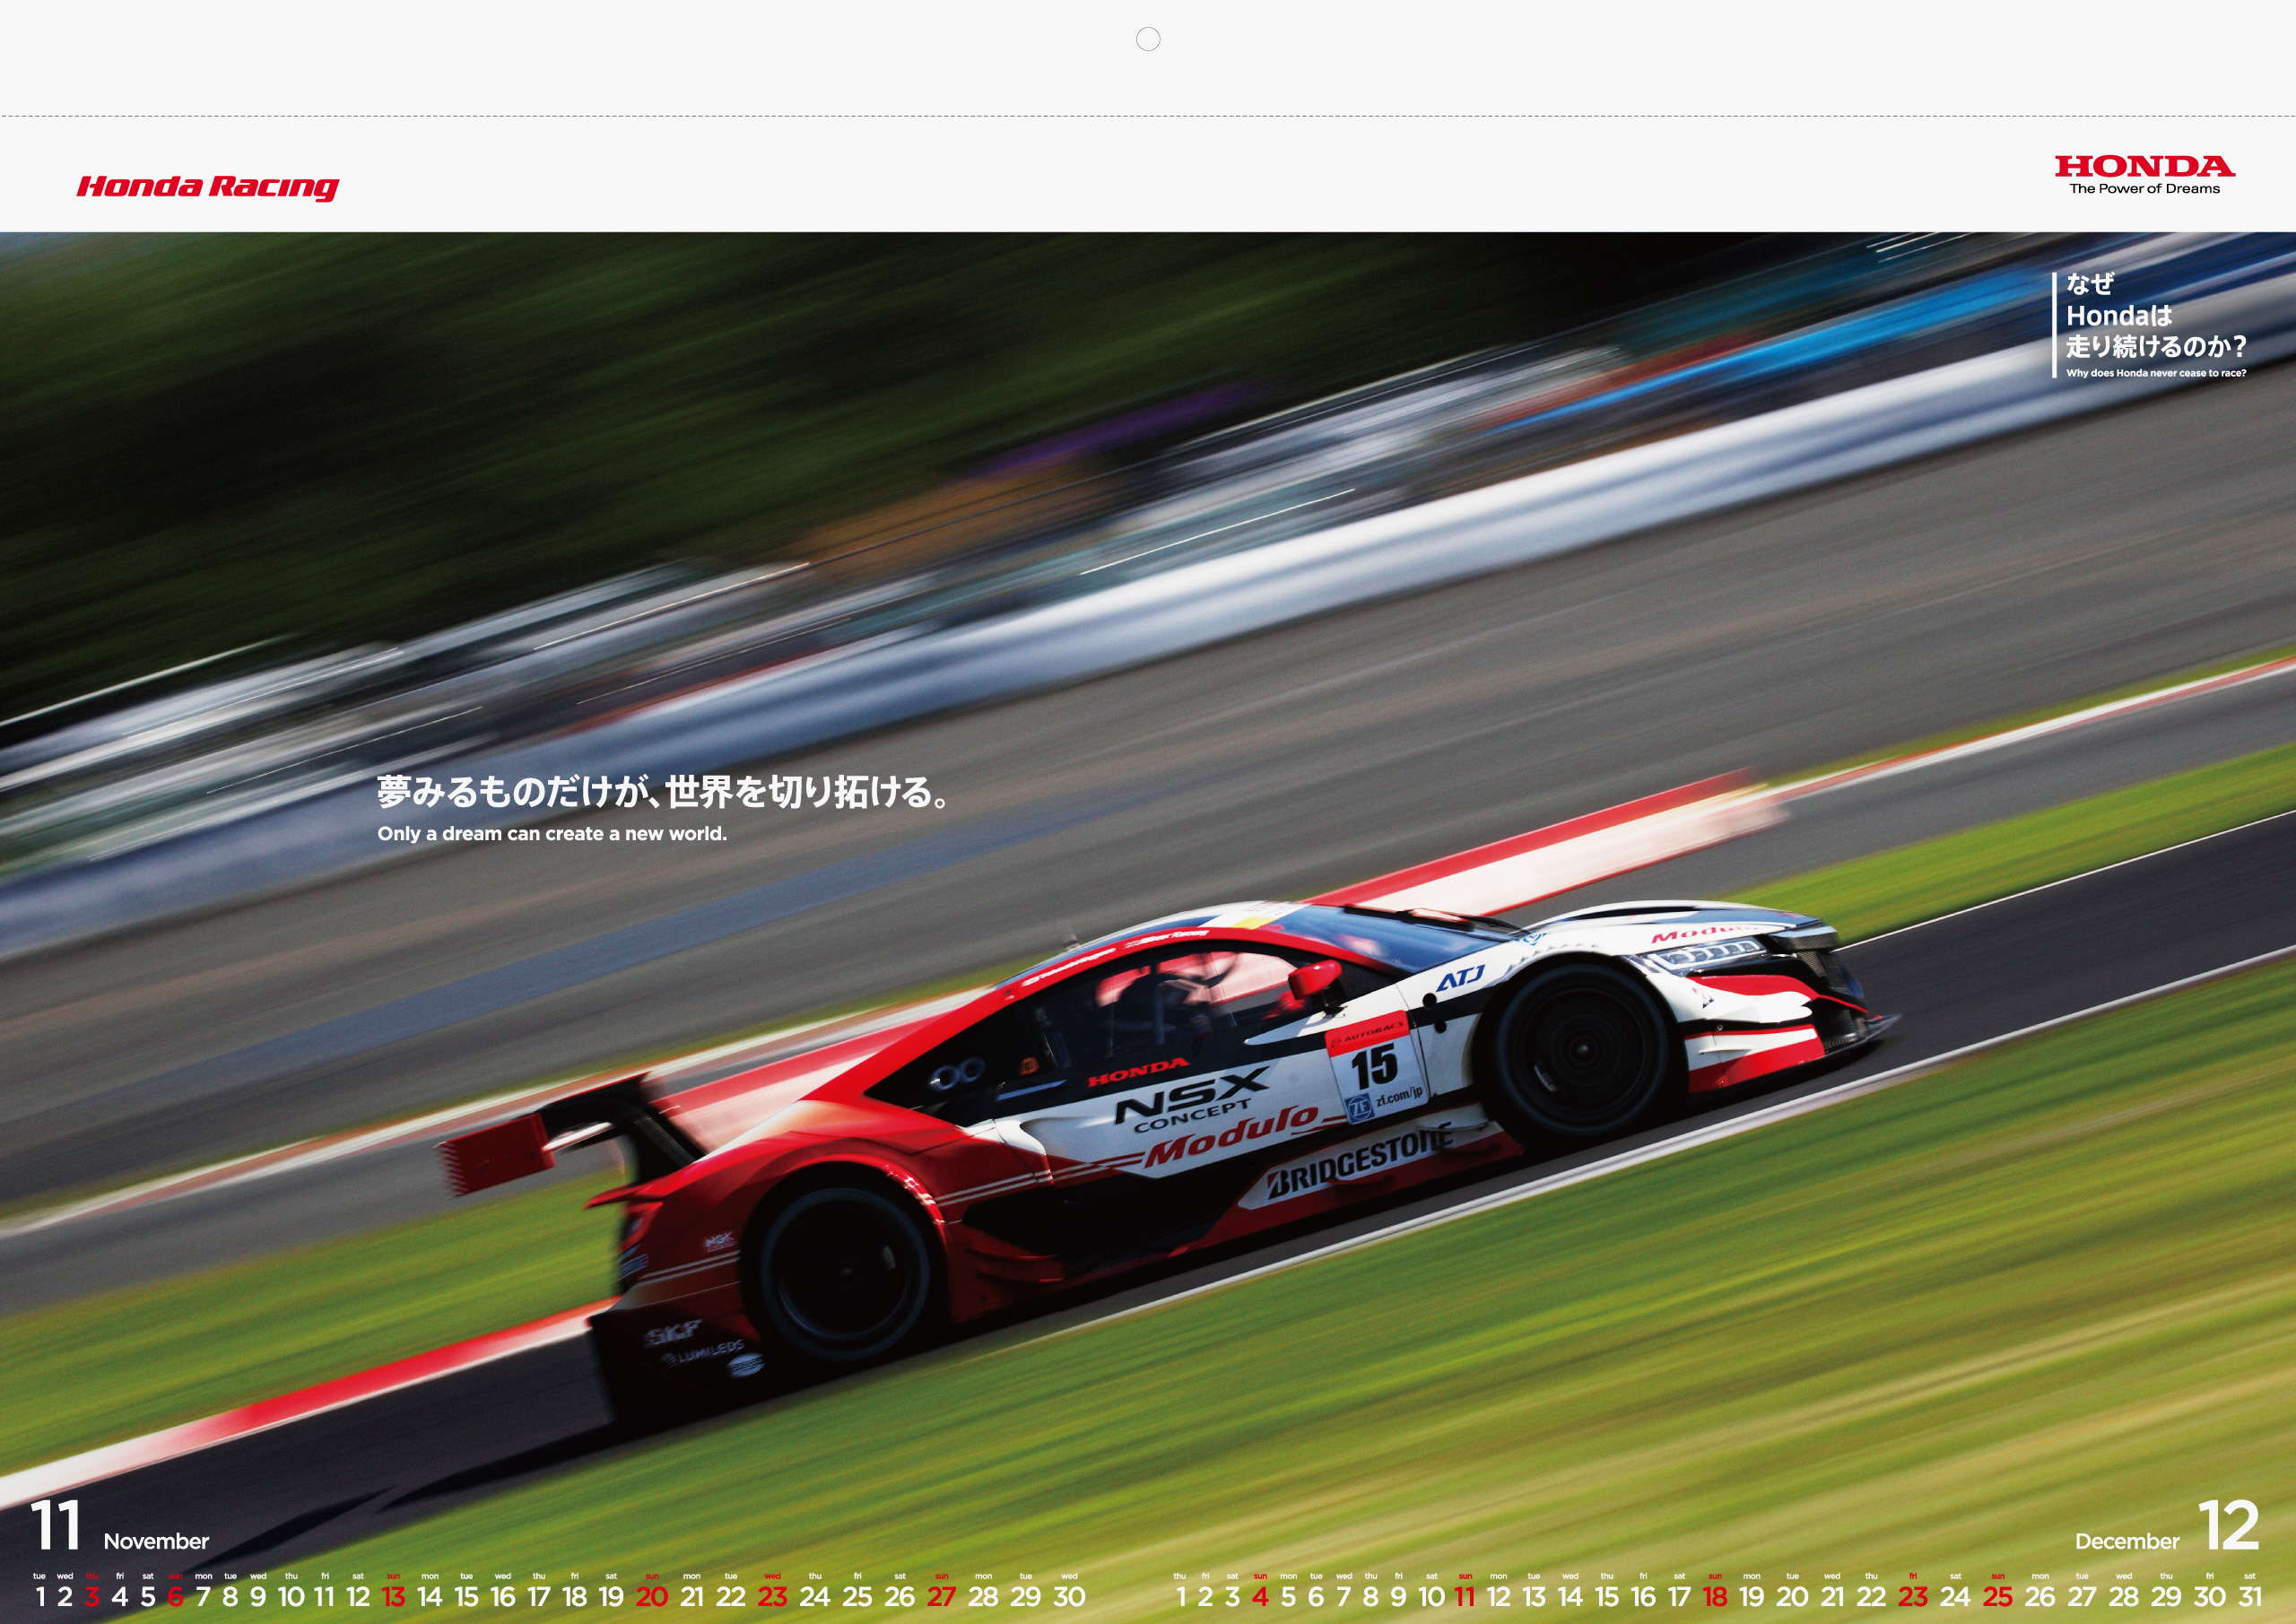 Honda Racing
HONDA
The Power of Dreams
なぜ
Hondaは
走り続けるのか?
Why does Honda never cease to race?
夢みるものだけが、世界を切り拓ける。
Only a dream can create a new world.
Modulo
ATJ
AUTOBACS
15
ZF zf.com/jp
HONDA
NSX
CONCEPT
Modulo
BRIDGESTONE
NGK
SKF
LUMILEDS
11 November
December 12
tue wed thu fri sat sun mon tue wed thu fri sat sun mon tue wed thu fri sat sun mon tue wed thu fri sat sun mon tue wed
1 2 3 4 5 6 7 8 9 10 11 12 13 14 15 16 17 18 19 20 21 22 23 24 25 26 27 28 29 30
thu fri sat sun mon tue wed thu fri sat sun mon tue wed thu fri sat sun mon tue wed thu fri sat sun mon tue wed thu fri sat
1 2 3 4 5 6 7 8 9 10 11 12 13 14 15 16 17 18 19 20 21 22 23 24 25 26 27 28 29 30 31